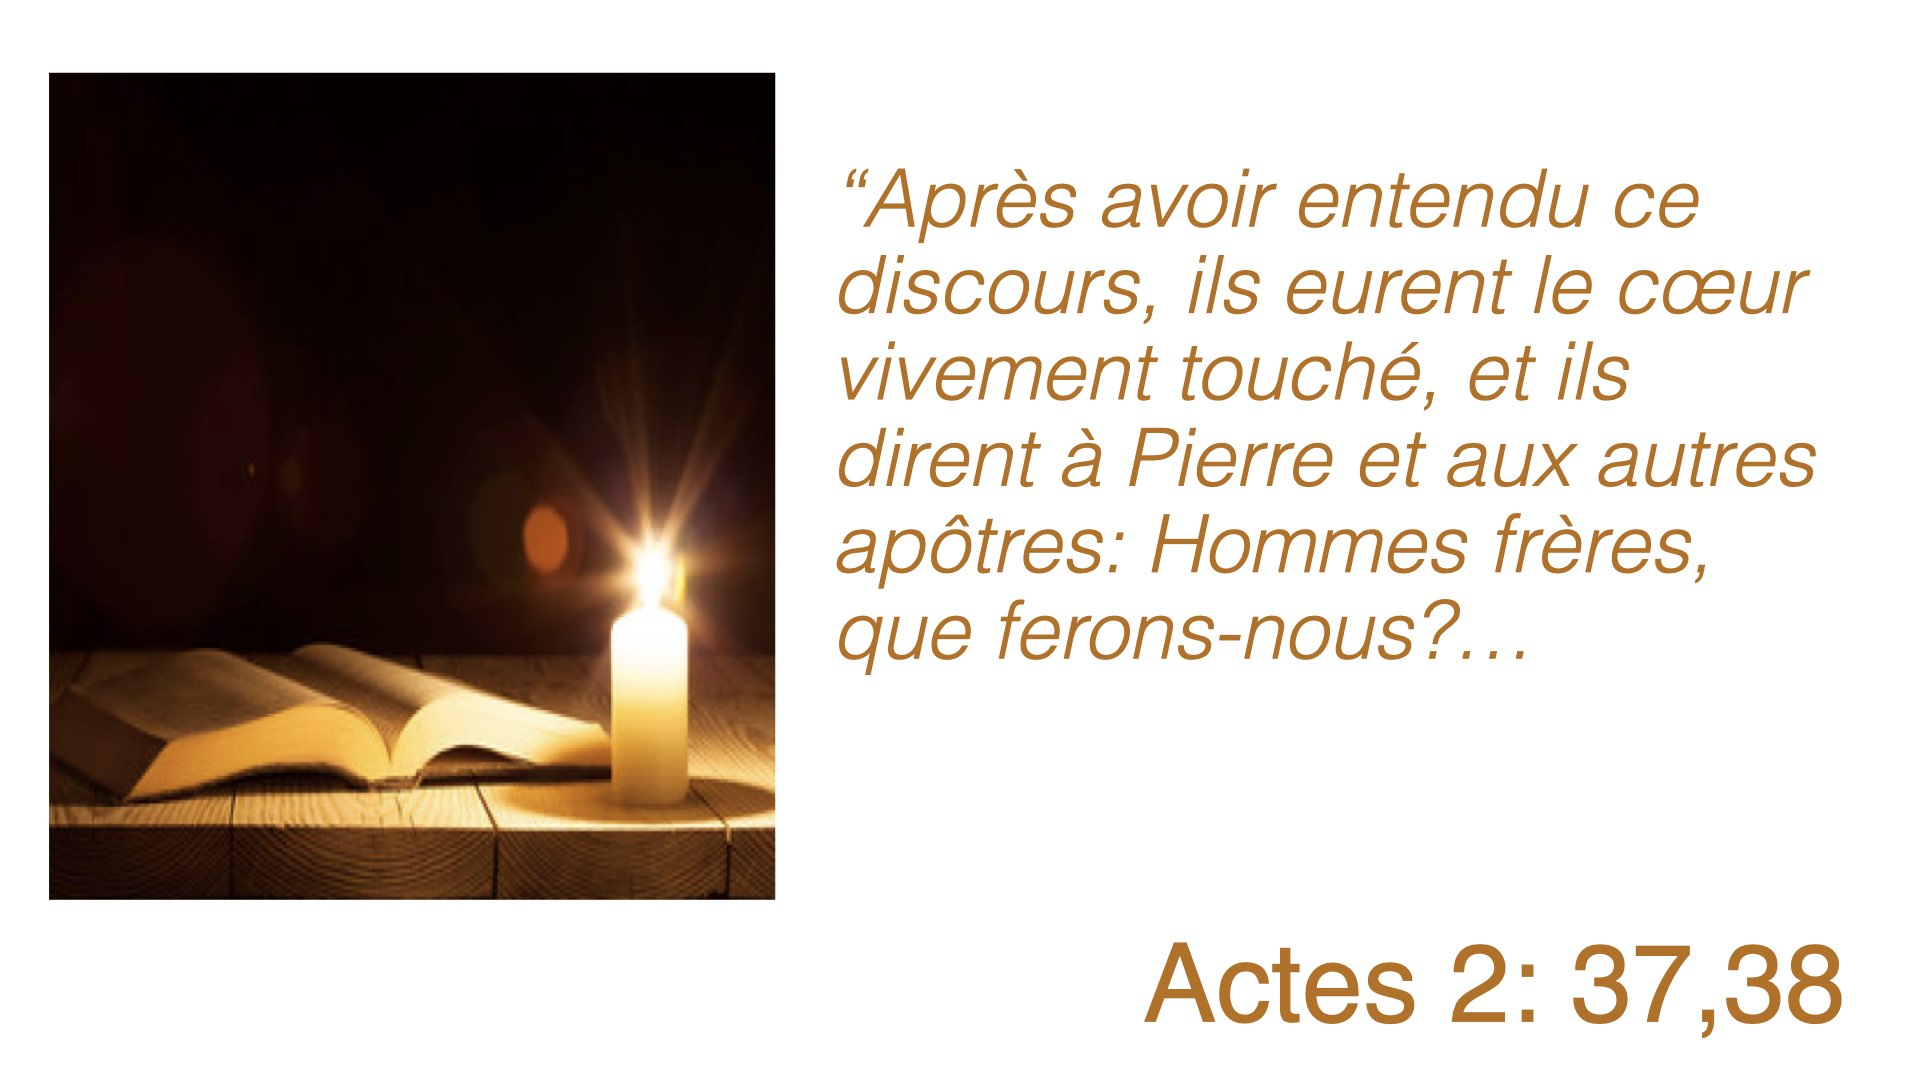 “Après avoir entendu ce
discours, ils eurent le cœur
vivement touché, et ils
dirent à Pierre et aux autres
apôtres: Hommes frères,
que ferons-nous?…
Actes 2: 37,38